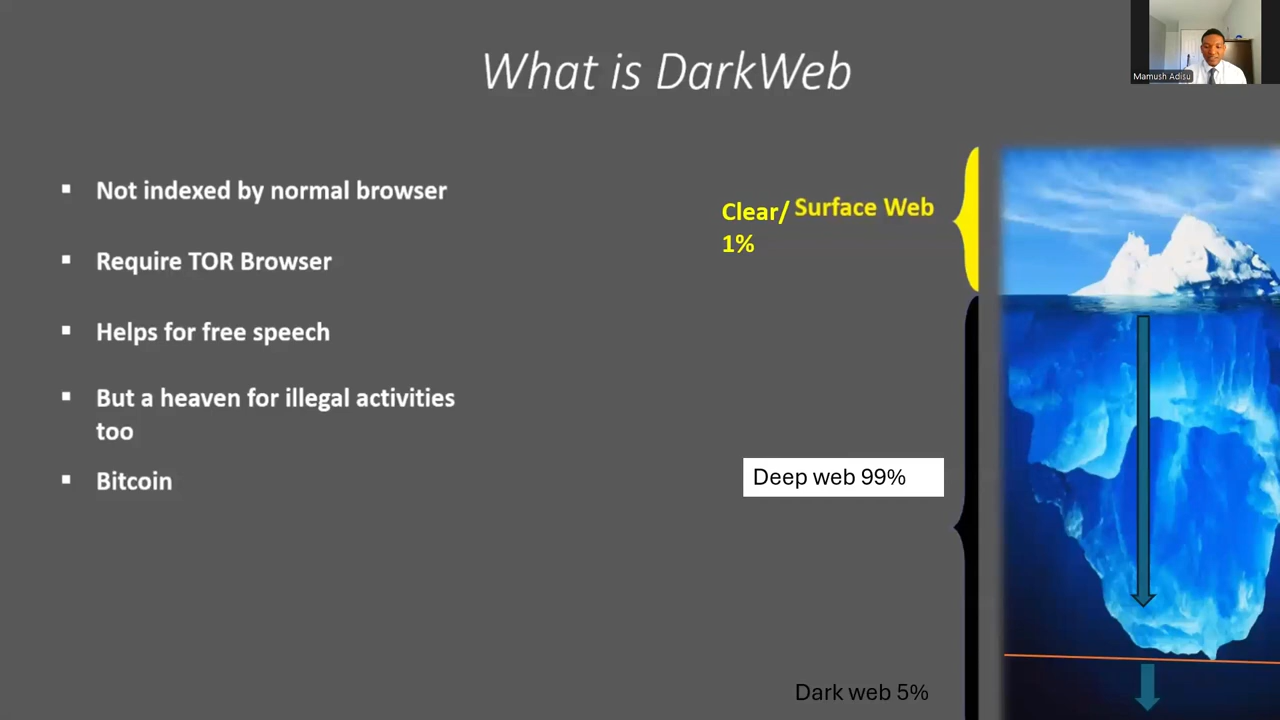 What is DarkWeb
Mamush Adisu
Not indexed by normal browser
Require TOR Browser
Helps for free speech
But a heaven for illegal activities
too
Bitcoin
Clear/ Surface Web
1%
Deep web 99%
Dark web 5%